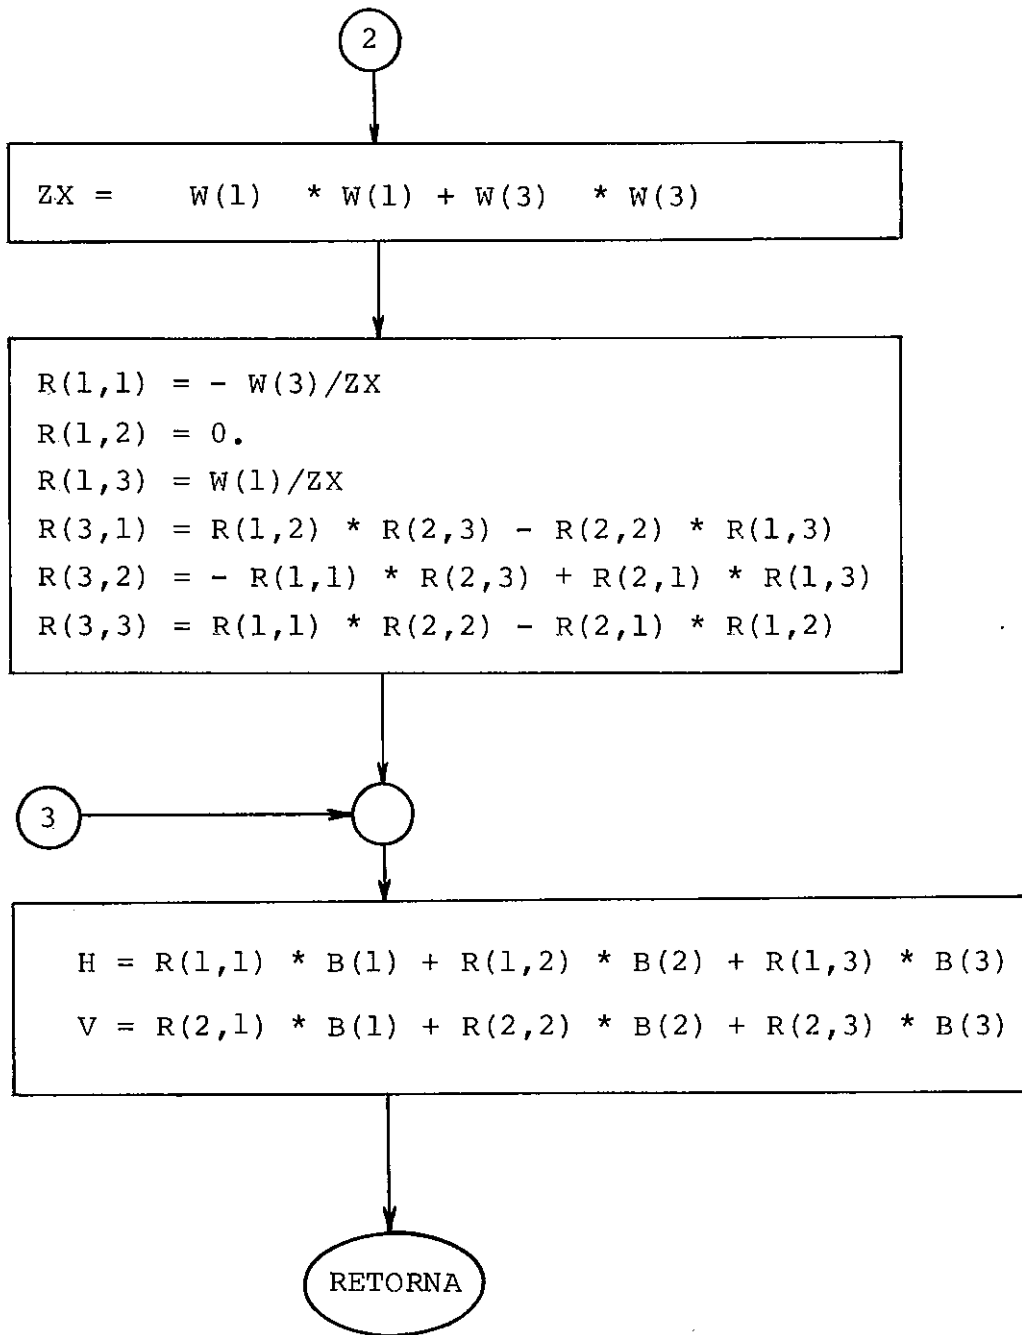 2
ZX = W(1) * W(1) + W(3) * W(3)
R(1,1) = - W(3)/ZX
R(1,2) = 0.
R(1,3) = W(1)/ZX
R(3,1) = R(1,2) * R(2,3) - R(2,2) * R(1,3)
R(3,2) = - R(1,1) * R(2,3) + R(2,1) * R(1,3)
R(3,3) = R(1,1) * R(2,2) - R(2,1) * R(1,2)
3
H = R(1,1) * B(1) + R(1,2) * B(2) + R(1,3) * B(3)
V = R(2,1) * B(1) + R(2,2) * B(2) + R(2,3) * B(3)
RETORNA